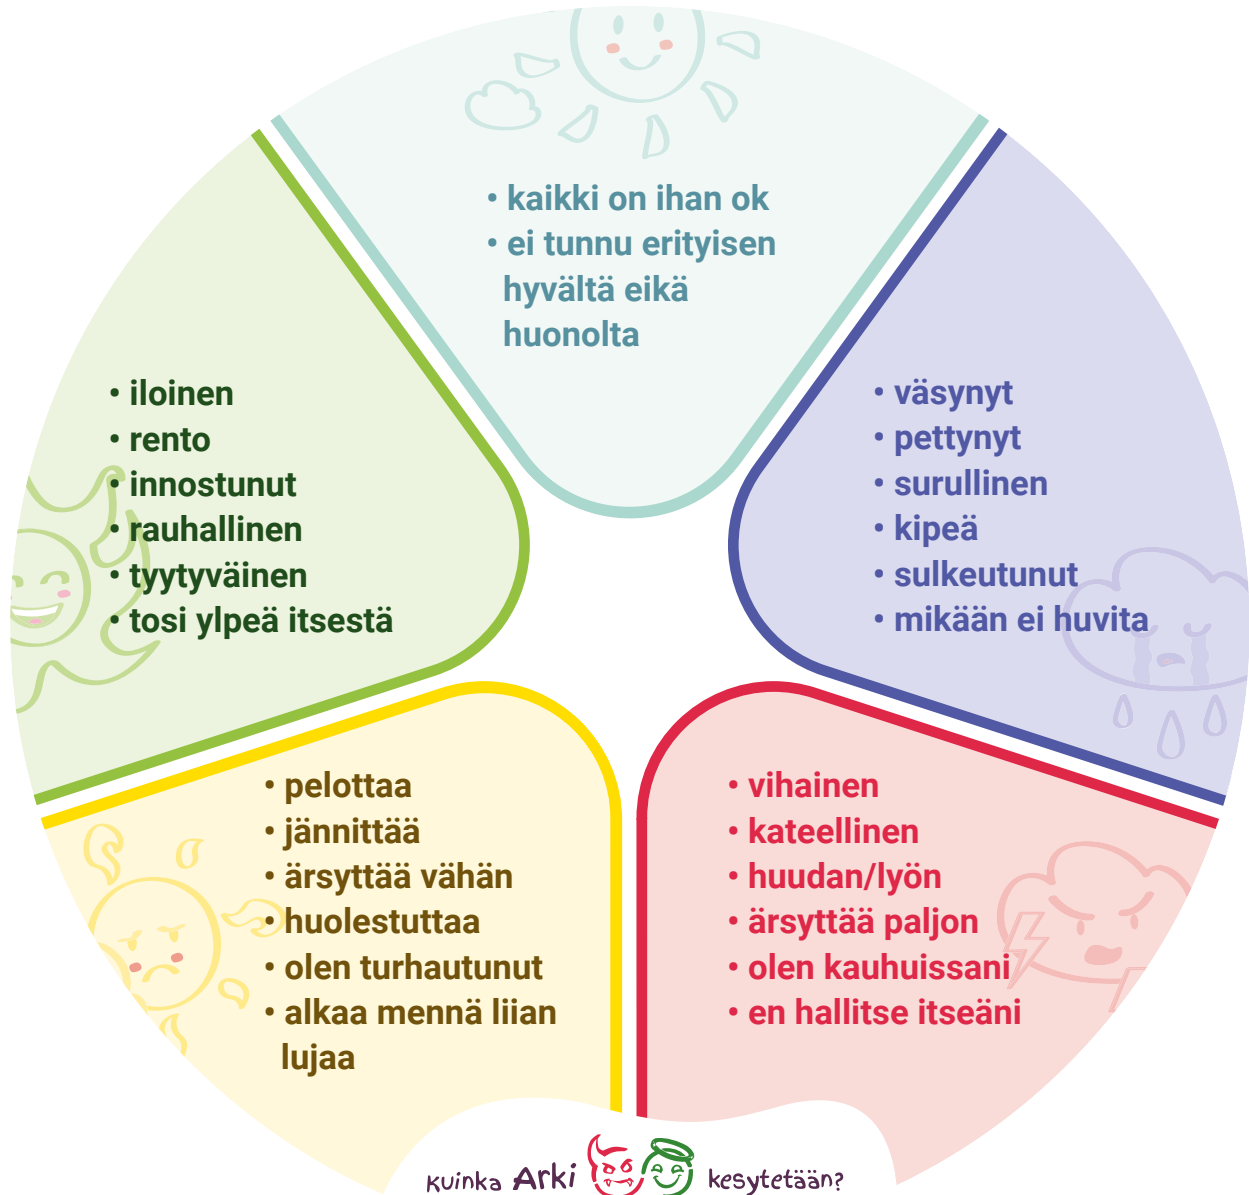 • kaikki on ihan ok
• ei tunnu erityisen
hyvältä eikä
huonolta
• iloinen
• rento
• innostunut
• rauhallinen
• tyytyväinen
• tosi ylpeä itsestä
• väsynyt
• pettynyt
• surullinen
• kipeä
• sulkeutunut
• mikään ei huvita
• pelottaa
• jännittää
• ärsyttää vähän
• huolestuttaa
• olen turhautunut
• alkaa mennä liian
lujaa
• vihainen
• kateellinen
• huudan/lyön
• ärsyttää paljon
• olen kauhuissani
• en hallitse itseäni
Kuinka Arki kesytetään?